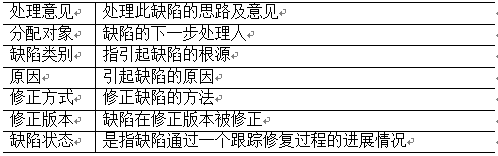 处理意见 处理此缺陷的思路及意见
分配对象 缺陷的下一步处理人
缺陷类别 指引起缺陷的根源
原因 引起缺陷的原因
修正方式 修正缺陷的方法
修正版本 缺陷在修正版本被修正
缺陷状态 是指缺陷通过一个跟踪修复过程的进展情况